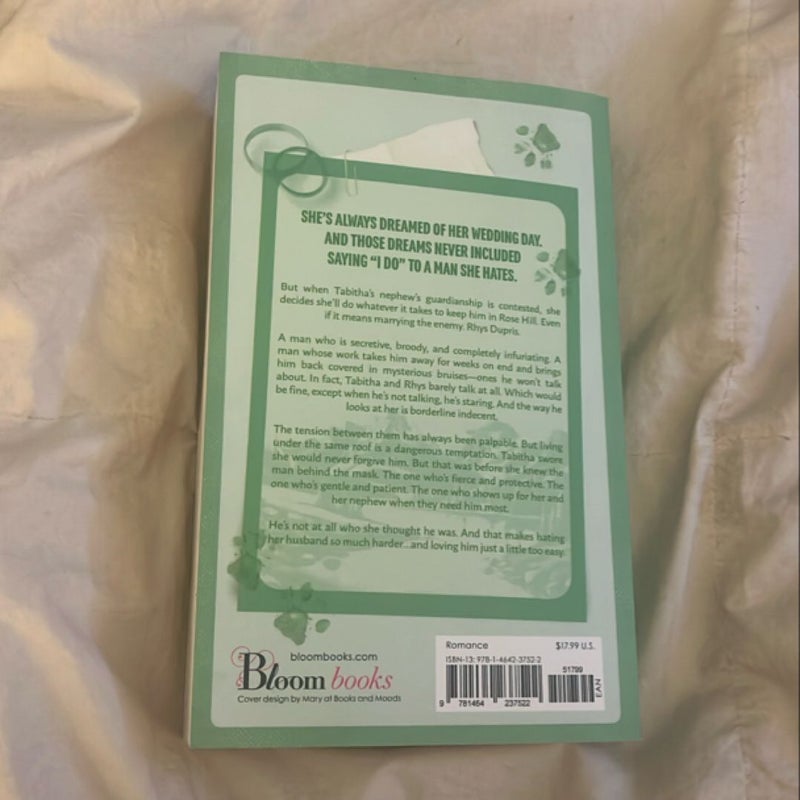 SHE'S ALWAYS DREAMED OF HER WEDDING DAY.
AND THOSE DREAMS NEVER INCLUDED
SAYING “I DO” TO A MAN SHE HATES.
But when Tabitha's nephew's guardianship is contested, she
decides she'll do whatever it takes to keep him in Rose Hill. Even
if it means marrying the enemy. Rhys Dupris.
A man who is secretive, broody, and completely infuriating. A
man whose work takes him away for weeks on end and brings
him back covered in mysterious bruises—ones he won't talk
about. In fact, Tabitha and Rhys barely talk at all. Which would
be fine, except when he's not talking, he's staring. And the way he
looks at her is borderline indecent.
The tension between them has always been palpable. But living
under the same roof is a dangerous temptation. Tabitha swore
she would never forgive him. But that was before she knew the
man behind the mask. The one who's fierce and protective. The
one who's gentle and patient. The one who shows up for her and
her nephew when they need him most.
He's not at all who she thought he was. And that makes hating
her husband so much harder...and loving him just a little too easy.
bloombooks.com
Bloom books
Cover design by Mary at Books and Moods
Romance $17.99 U.S.
ISBN-13: 978-1-4642-3752-2
51799
EAN
9 781464 237522